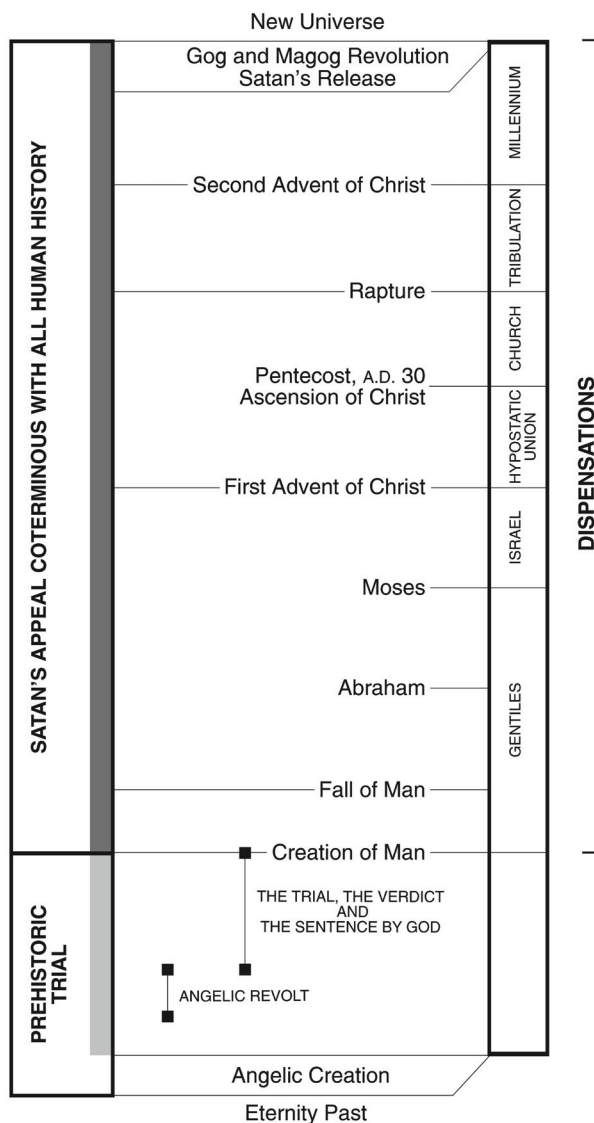 New Universe
Gog and Magog Revolution
Satan's Release
MILLENNIUM
Second Advent of Christ
TRIBULATION
Rapture
CHURCH
Pentecost, A.D. 30
Ascension of Christ
HYPOSTATIC
UNION
First Advent of Christ
ISRAEL
Moses
Abraham
GENTILES
Fall of Man
Creation of Man
THE TRIAL, THE VERDICT
AND
THE SENTENCE BY GOD
ANGELIC REVOLT
Angelic Creation
Eternity Past
SATAN'S APPEAL COTERMINOUS WITH ALL HUMAN HISTORY
PREHISTORIC
TRIAL
DISPENSATIONS